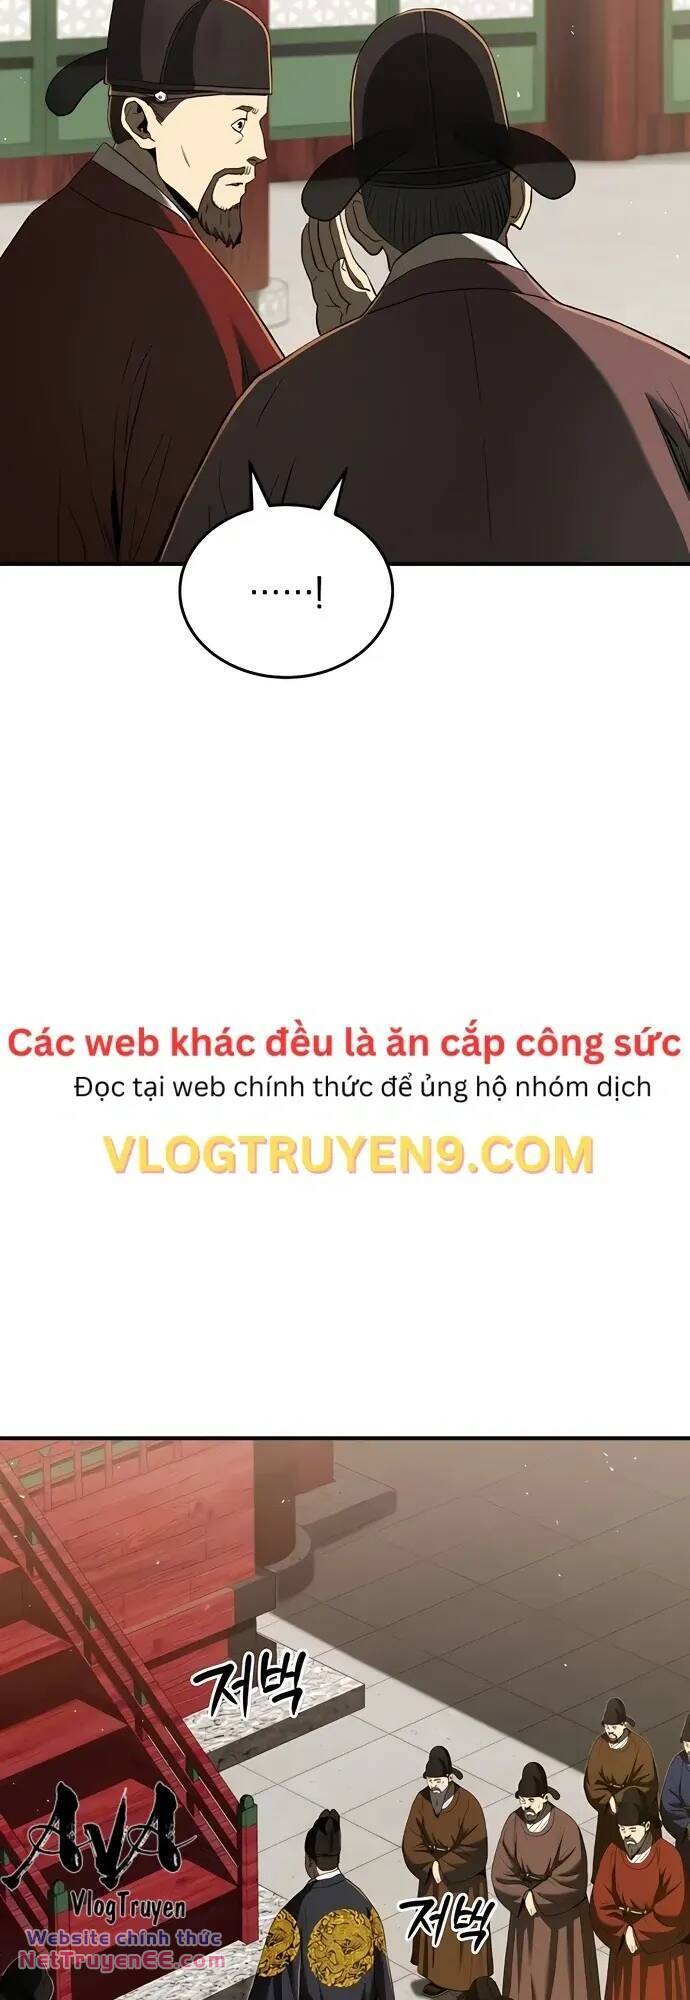 .......!
Các web khác đều là ăn cắp công sức
Đọc tại web chính thức để ủng hộ nhóm dịch
VLOGTRUYEN9.COM
저벅
AVA
VlogTruyen
Website chính thức
NetTruyenEE.com
저벅